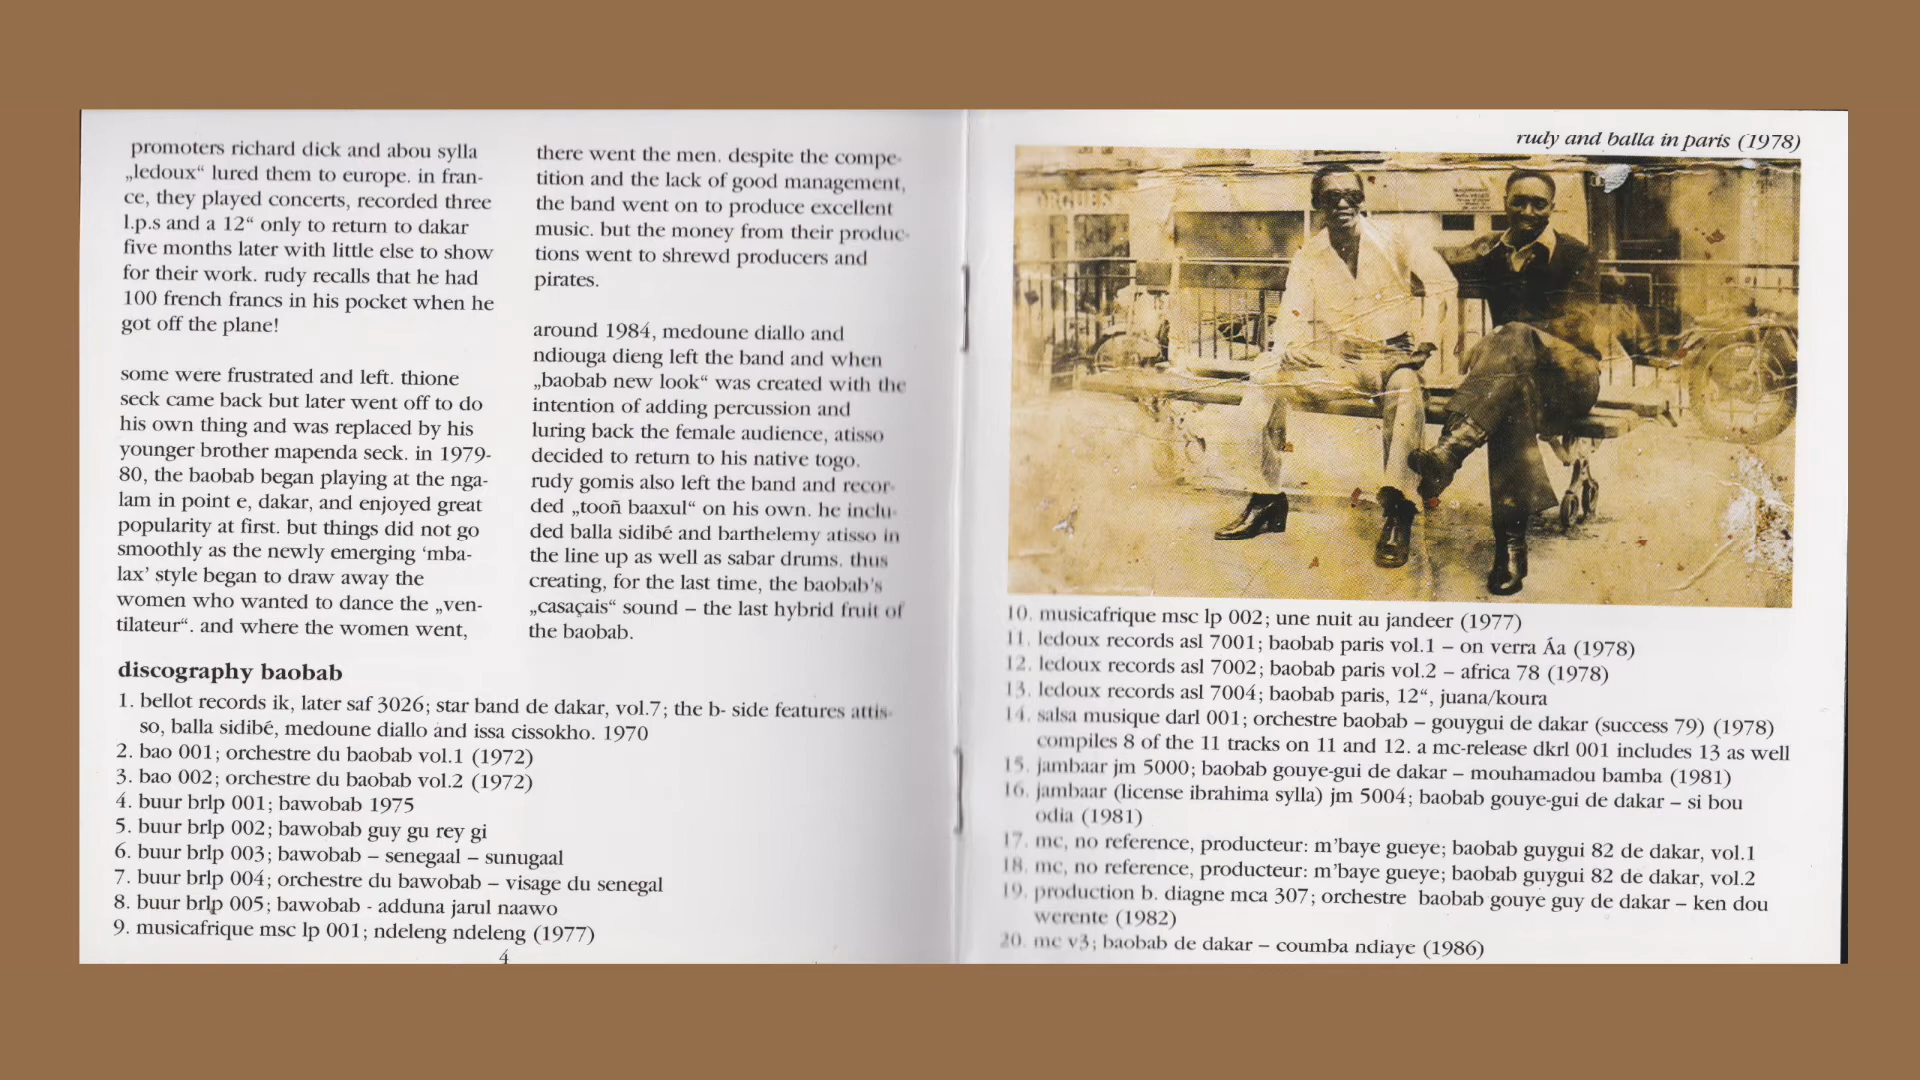 promoters richard dick and abou sylla
„ledoux“ lured them to europe. in fran-
ce, they played concerts, recorded three
l.p.s and a 12“ only to return to dakar
five months later with little else to show
for their work. rudy recalls that he had
100 french francs in his pocket when he
got off the plane!
some were frustrated and left. thione
seck came back but later went off to do
his own thing and was replaced by his
younger brother mapenda seck. in 1979-
80, the baobab began playing at the nga-
lam in point e, dakar, and enjoyed great
popularity at first. but things did not go
smoothly as the newly emerging ‘mba-
lax’ style began to draw away the
women who wanted to dance the „ven-
tilateur“. and where the women went,
there went the men. despite the compe-
tition and the lack of good management,
the band went on to produce excellent
music. but the money from their produc-
tions went to shrewd producers and
pirates.
around 1984, medoune diallo and
ndiouga dieng left the band and when
„baobab new look“ was created with the
intention of adding percussion and
luring back the female audience, atisso
decided to return to his native togo.
rudy gomis also left the band and recor-
ded „tooñ baaxul“ on his own. he inclu-
ded balla sidibé and barthelemy atisso in
the line up as well as sabar drums. thus
creating, for the last time, the baobab’s
„casaçais“ sound – the last hybrid fruit of
the baobab.
discography baobab
1. bellot records ik, later saf 3026; star band de dakar, vol.7; the b- side features attis-
so, balla sidibé, medoune diallo and issa cissokho. 1970
2. bao 001; orchestre du baobab vol.1 (1972)
3. bao 002; orchestre du baobab vol.2 (1972)
4. buur brlp 001; bawobab 1975
5. buur brlp 002; bawobab guy gu rey gi
6. buur brlp 003; bawobab – senegaal – sunugaal
7. buur brlp 004; orchestre du bawobab – visage du senegal
8. buur brlp 005; bawobab - adduna jarul naawo
9. musicafrique msc lp 001; ndeleng ndeleng (1977)
4
rudy and balla in paris (1978)
ORGUES
10. musicafrique msc lp 002; une nuit au jandeer (1977)
11. ledoux records asl 7001; baobab paris vol.1 – on verra Áa (1978)
12. ledoux records asl 7002; baobab paris vol.2 – africa 78 (1978)
13. ledoux records asl 7004; baobab paris, 12“, juana/koura
14. salsa musique darl 001; orchestre baobab – gouygui de dakar (success 79) (1978)
compiles 8 of the 11 tracks on 11 and 12. a mc-release dkrl 001 includes 13 as well
15. jambaar jm 5000; baobab gouye-gui de dakar – mouhamadou bamba (1981)
16. jambaar (license ibrahima sylla) jm 5004; baobab gouye-gui de dakar – si bou
odia (1981)
17. mc, no reference, producteur: m’baye gueye; baobab guygui 82 de dakar, vol.1
18. mc, no reference, producteur: m’baye gueye; baobab guygui 82 de dakar, vol.2
19. production b. diagne mca 307; orchestre baobab gouye guy de dakar – ken dou
werente (1982)
20. mc v3; baobab de dakar – coumba ndiaye (1986)